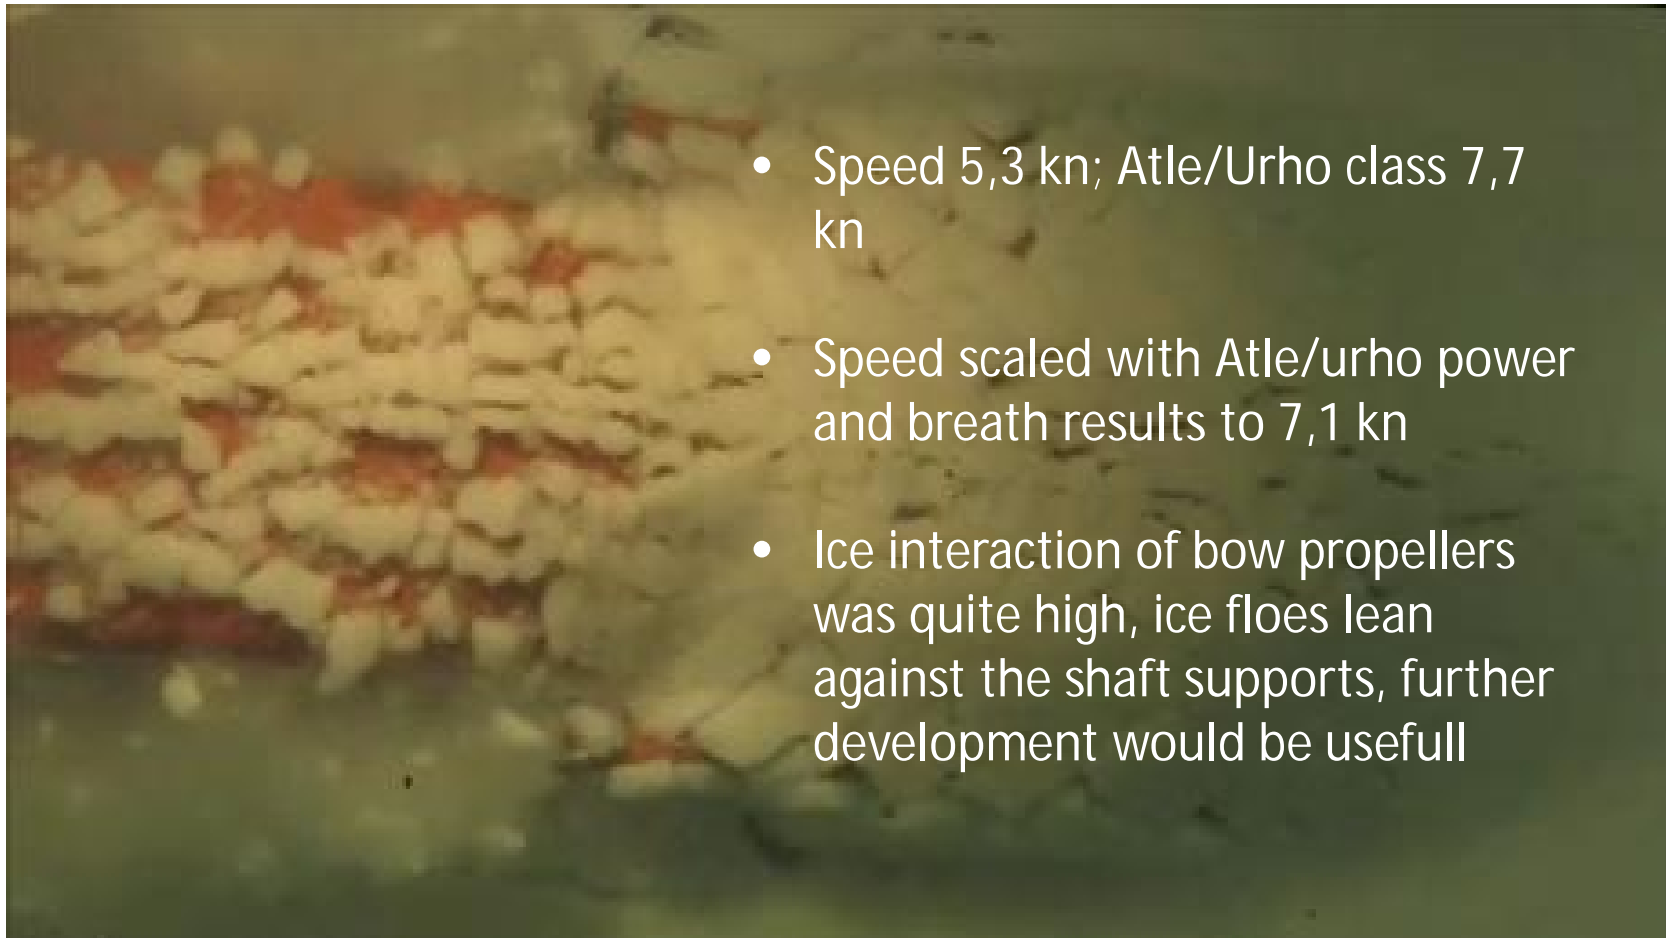 • Speed 5,3 kn; Atle/Urho class 7,7
kn
• Speed scaled with Atle/urho power
and breath results to 7,1 kn
• Ice interaction of bow propellers
was quite high, ice floes lean
against the shaft supports, further
development would be usefull